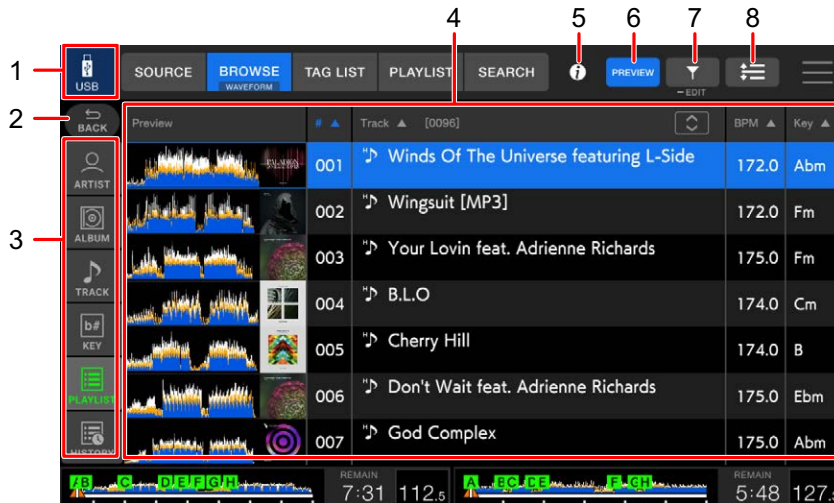 4 5 6 7 8
1
USB SOURCE BROWSE TAG LIST PLAYLIST SEARCH i PREVIEW
WAVEFORM
EDIT
2 BACK Preview # ▲ Track ▲ [0096] BPM ▲ Key ▲
001 Winds Of The Universe featuring L-Side 172.0 Abm
ARTIST
002 Wingsuit [MP3] 172.0 Fm
3 ALBUM
003 Your Lovin feat. Adrienne Richards 175.0 Fm
TRACK
004 B.L.O 174.0 Cm
b#
KEY
005 Cherry Hill 174.0 B
PLAYLIST
006 Don't Wait feat. Adrienne Richards 175.0 Ebm
HISTORY
007 God Complex 175.0 Abm
A B C D E F G H REMAIN A B C D E F G H REMAIN
7:31 112.5 5:48 127.